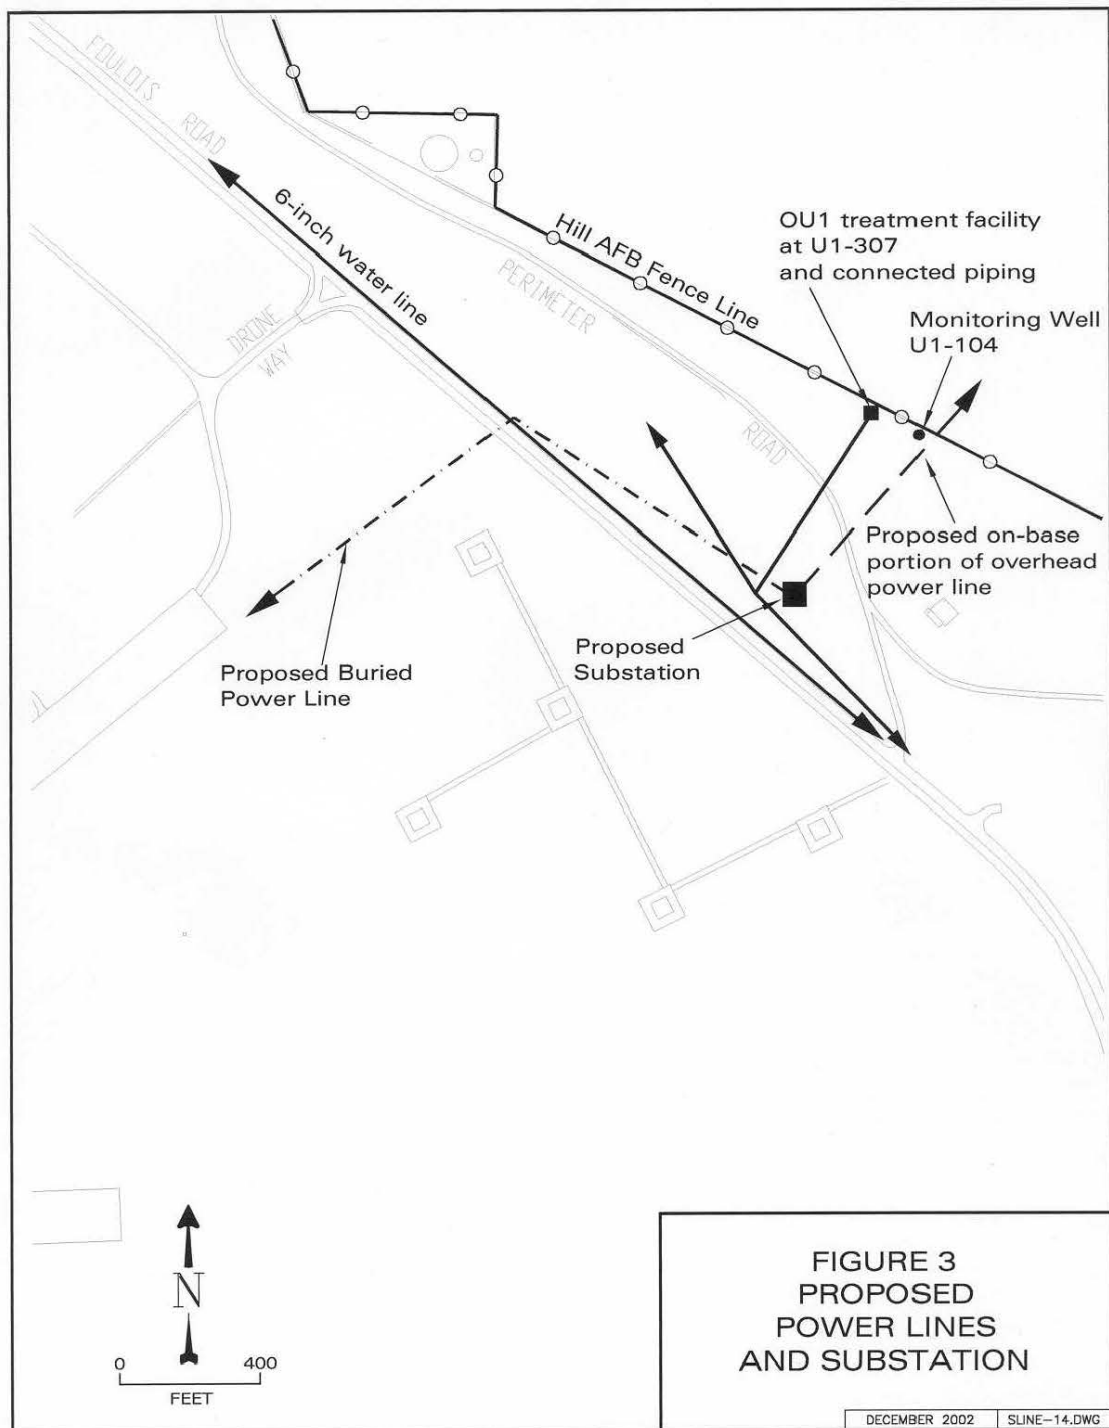 FOULOIS
ROAD
6-inch water line
Hill AFB Fence Line
PERIMETER
ROAD
DRONE
WAY
OU1 treatment facility
at U1-307
and connected piping
Monitoring Well
U1-104
Proposed on-base
portion of overhead
power line
Proposed
Substation
Proposed Buried
Power Line
N
0 400
FEET
FIGURE 3
PROPOSED
POWER LINES
AND SUBSTATION
DECEMBER 2002 SLINE-14.DWG